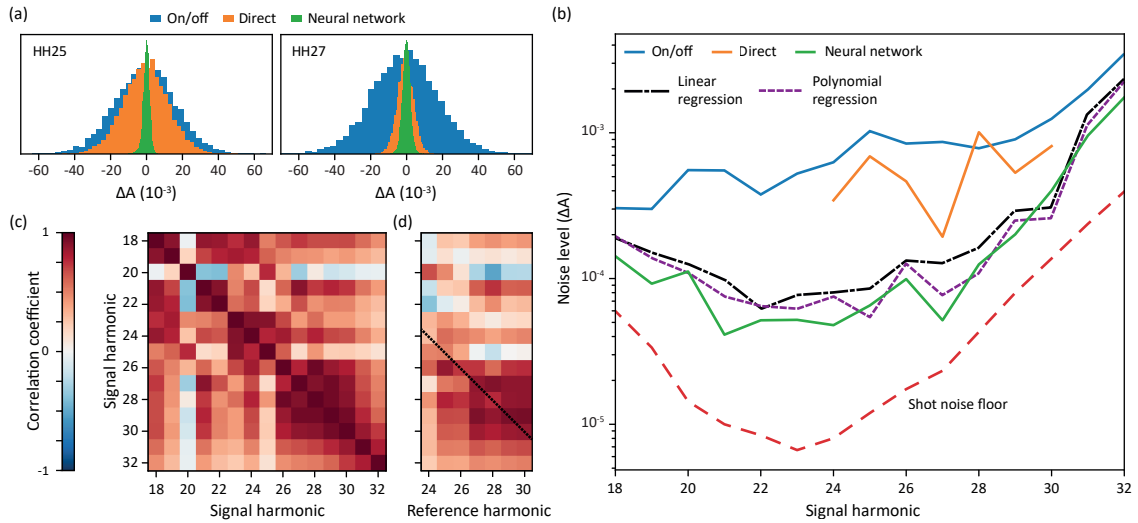 (a)
On/off Direct Neural network
HH25
HH27
-60 -40 -20 0 20 40 60
-60 -40 -20 0 20 40 60
ΔA (10⁻³)
ΔA (10⁻³)
(b)
On/off Direct Neural network
Linear
regression
Polynomial
regression
10⁻³
10⁻⁴
10⁻⁵
Noise level (ΔA)
Shot noise floor
18 20 22 24 26 28 30 32
Signal harmonic
(c)
1
0
-1
Correlation coefficient
18
20
22
24
26
28
30
32
Signal harmonic
18 20 22 24 26 28 30 32
Signal harmonic
(d)
24 26 28 30
Reference harmonic